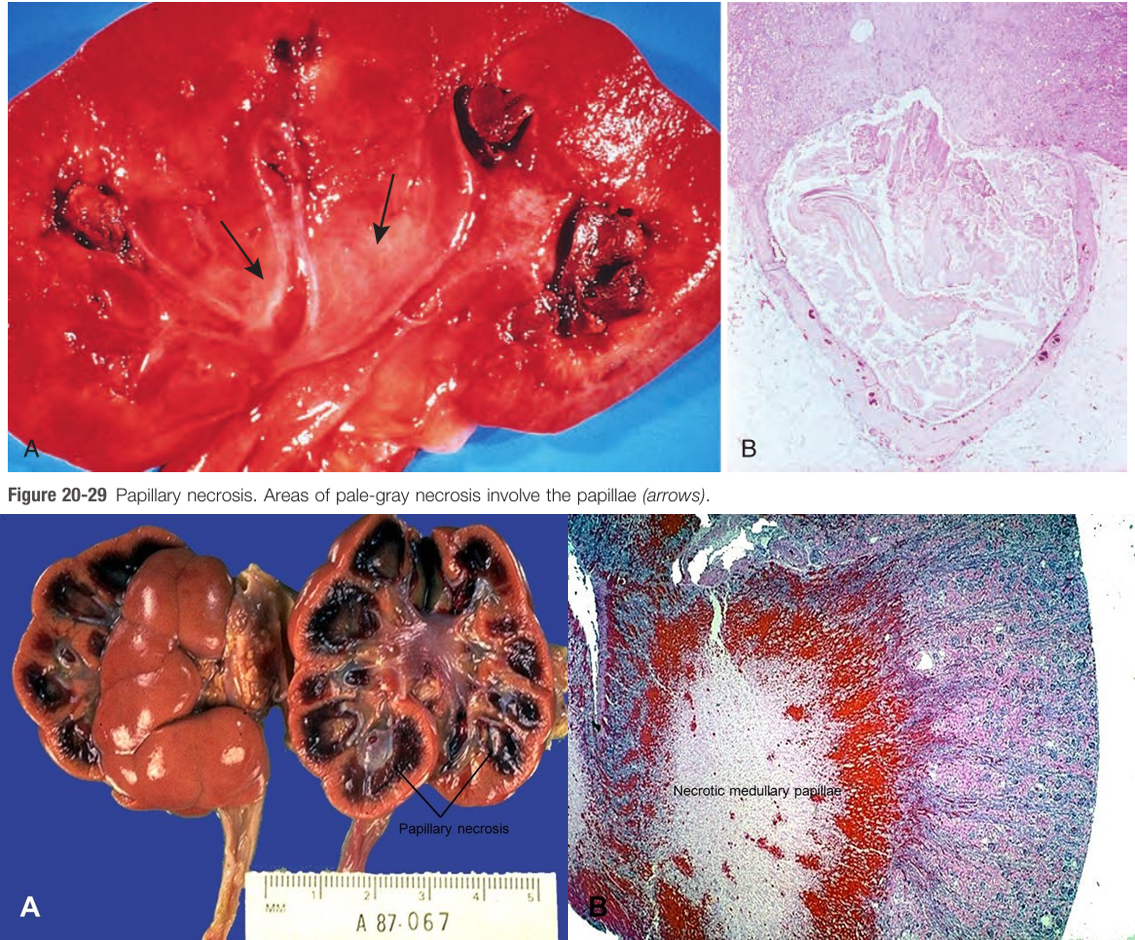 A
B
Figure 20-29 Papillary necrosis. Areas of pale-gray necrosis involve the papillae (arrows).
Papillary necrosis
Necrotic medullary papillae
1 2 3 4 5
MM
A 87-067
A
B